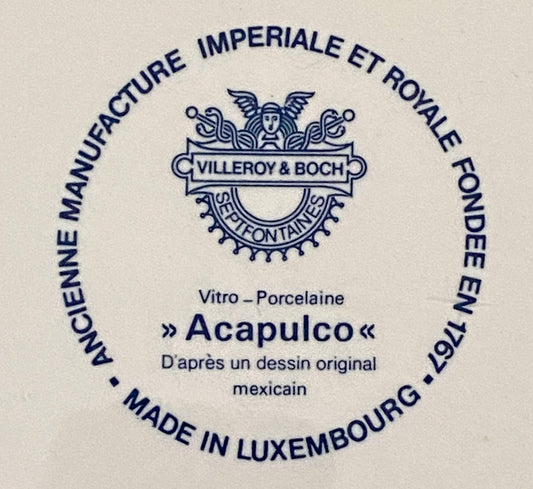 ANCIENNE MANUFACTURE IMPERIALE ET ROYALE FONDEE EN 1767 •
MADE IN LUXEMBOURG •
VILLEROY & BOCH
SEPTFONTAINES
Vitro – Porcelaine
» Acapulco «
D'après un dessin original
mexicain